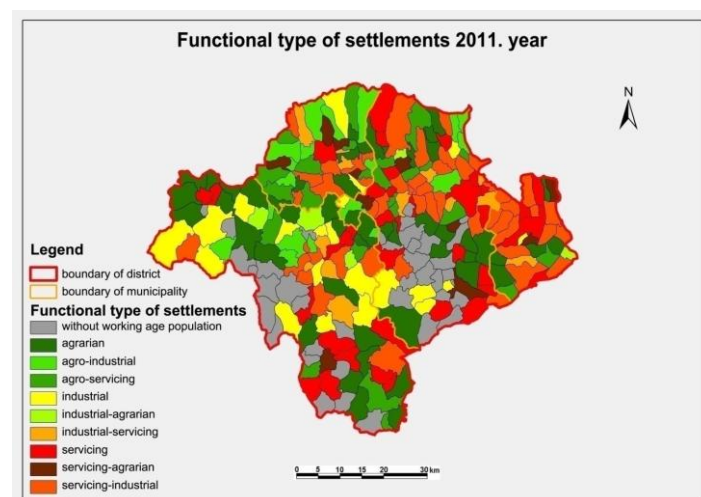 Functional type of settlements 2011. year
N
Legend
boundary of district
boundary of municipality
Functional type of settlements
without working age population
agrarian
agro-industrial
agro-servicing
industrial
industrial-agrarian
industrial-servicing
servicing
servicing-agrarian
servicing-industrial
0 5 10 15 20 30 km